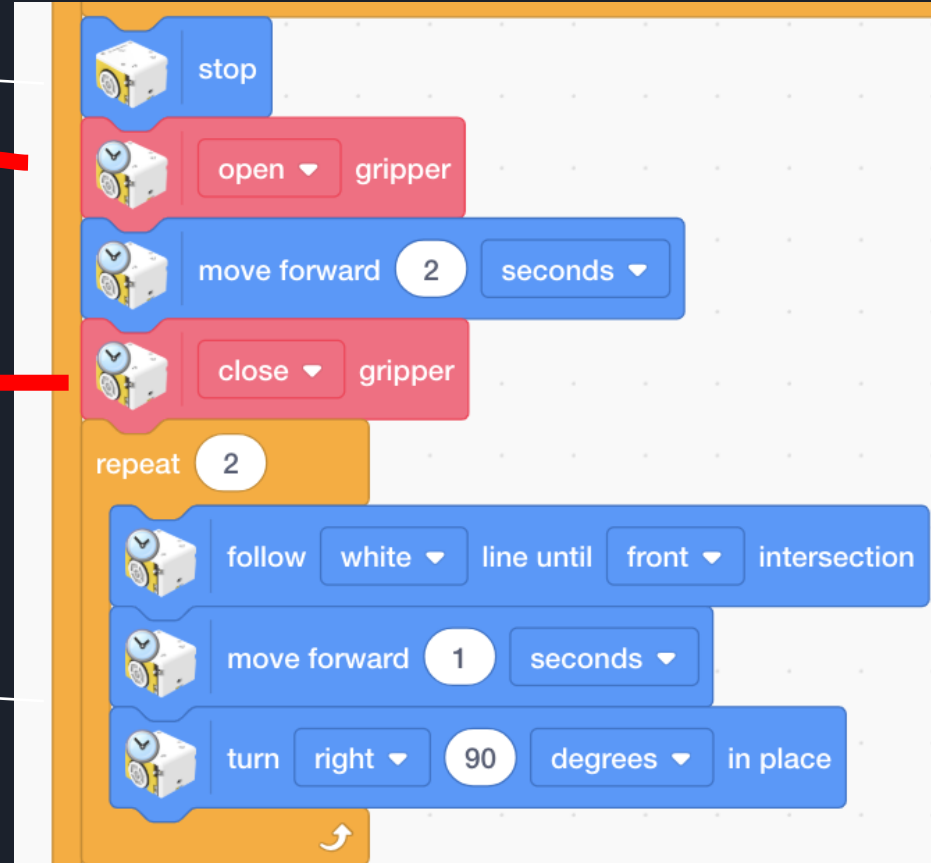 stop
open gripper
move forward 2 seconds
close gripper
repeat 2
follow white line until front intersection
move forward 1 seconds
turn right 90 degrees in place